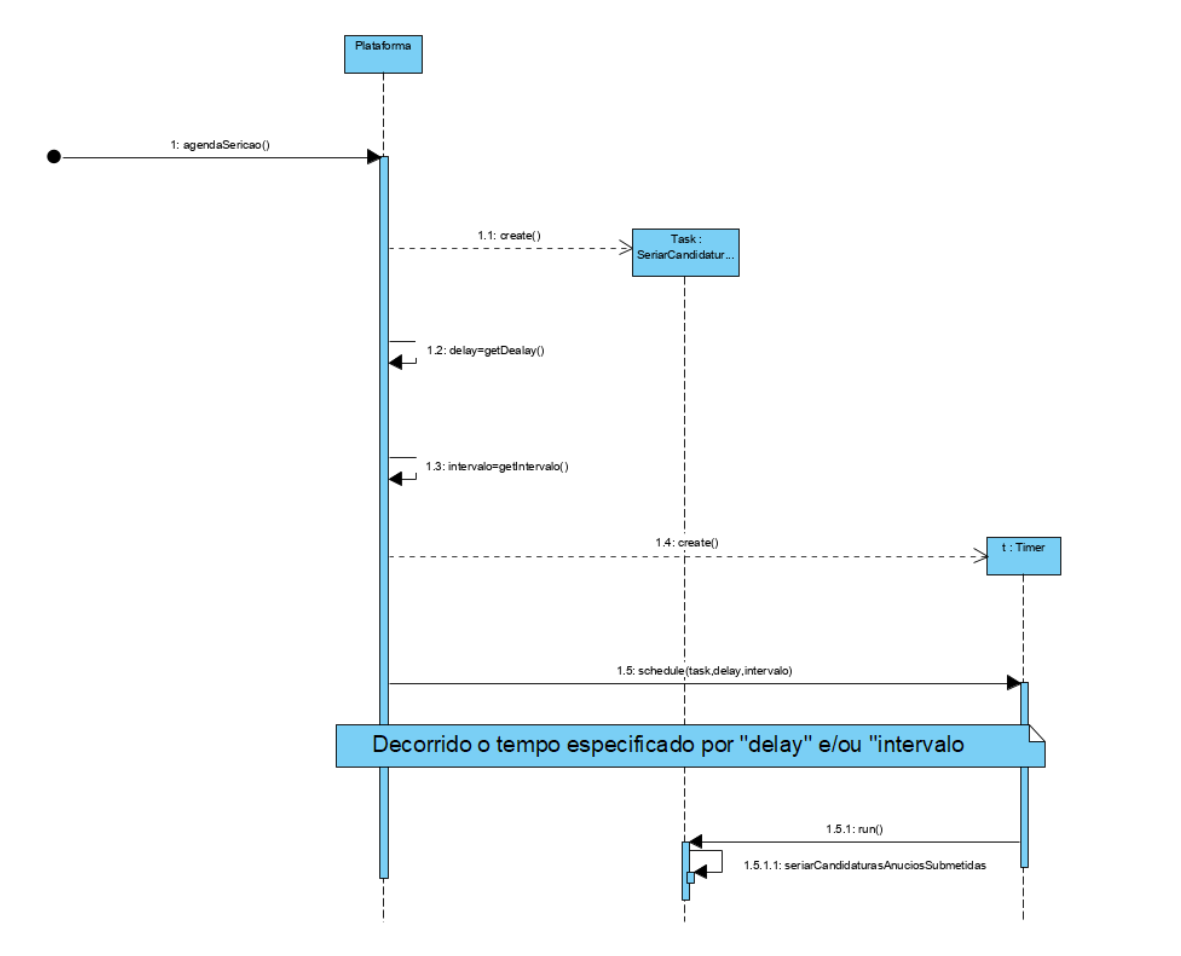 Plataforma
1: agendaSericao()
1.1: create()
Task :
SeriarCandidatur...
1.2: delay=getDealay()
1.3: intervalo=getIntervalo()
1.4: create()
t : Timer
1.5: schedule(task,delay,intervalo)
Decorrido o tempo especificado por "delay" e/ou "intervalo
1.5.1: run()
1.5.1.1: seriarCandidaturasAnuciosSubmetidas